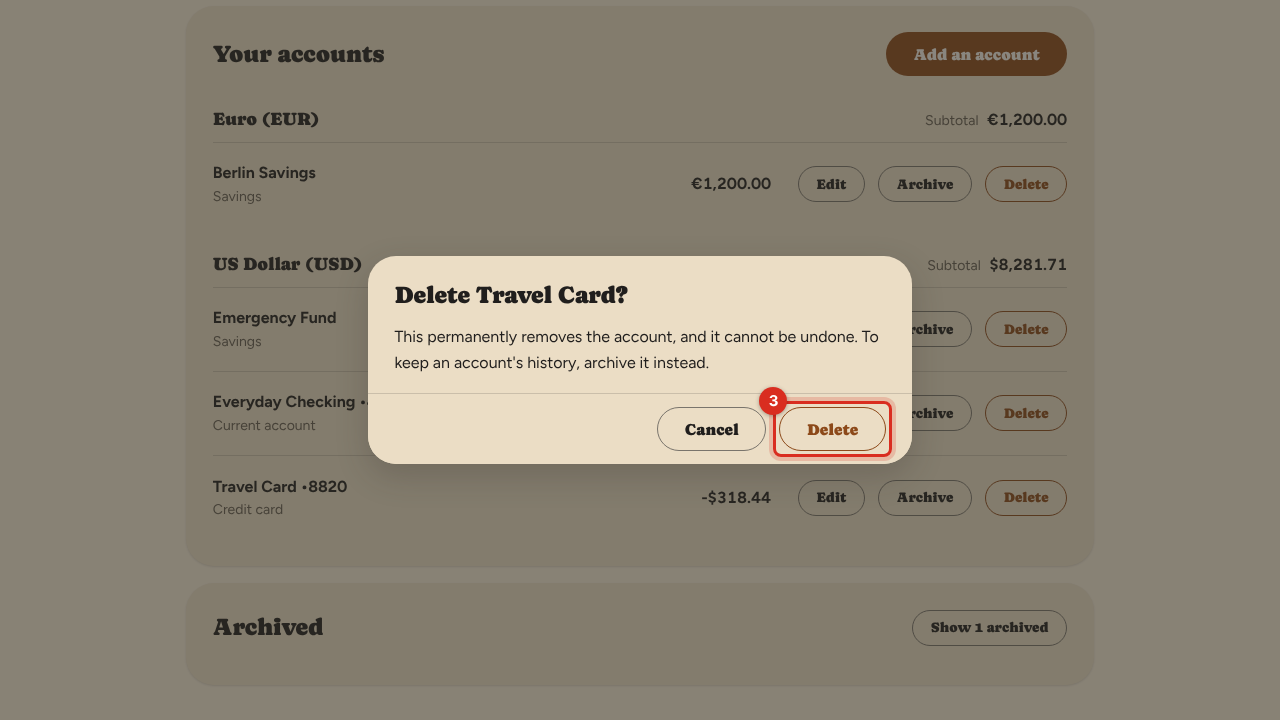 Your accounts
Add an account
Euro (EUR)
Subtotal €1,200.00
Berlin Savings
Savings
€1,200.00
Edit
Archive
Delete
US Dollar (USD)
Subtotal $8,281.71
Emergency Fund
Savings
Delete
Everyday Checking
Current account
Delete
Delete Travel Card?
This permanently removes the account, and it cannot be undone. To
keep an account's history, archive it instead.
3
Cancel
Delete
Travel Card •8820
Credit card
-$318.44
Edit
Archive
Delete
Archived
Show 1 archived